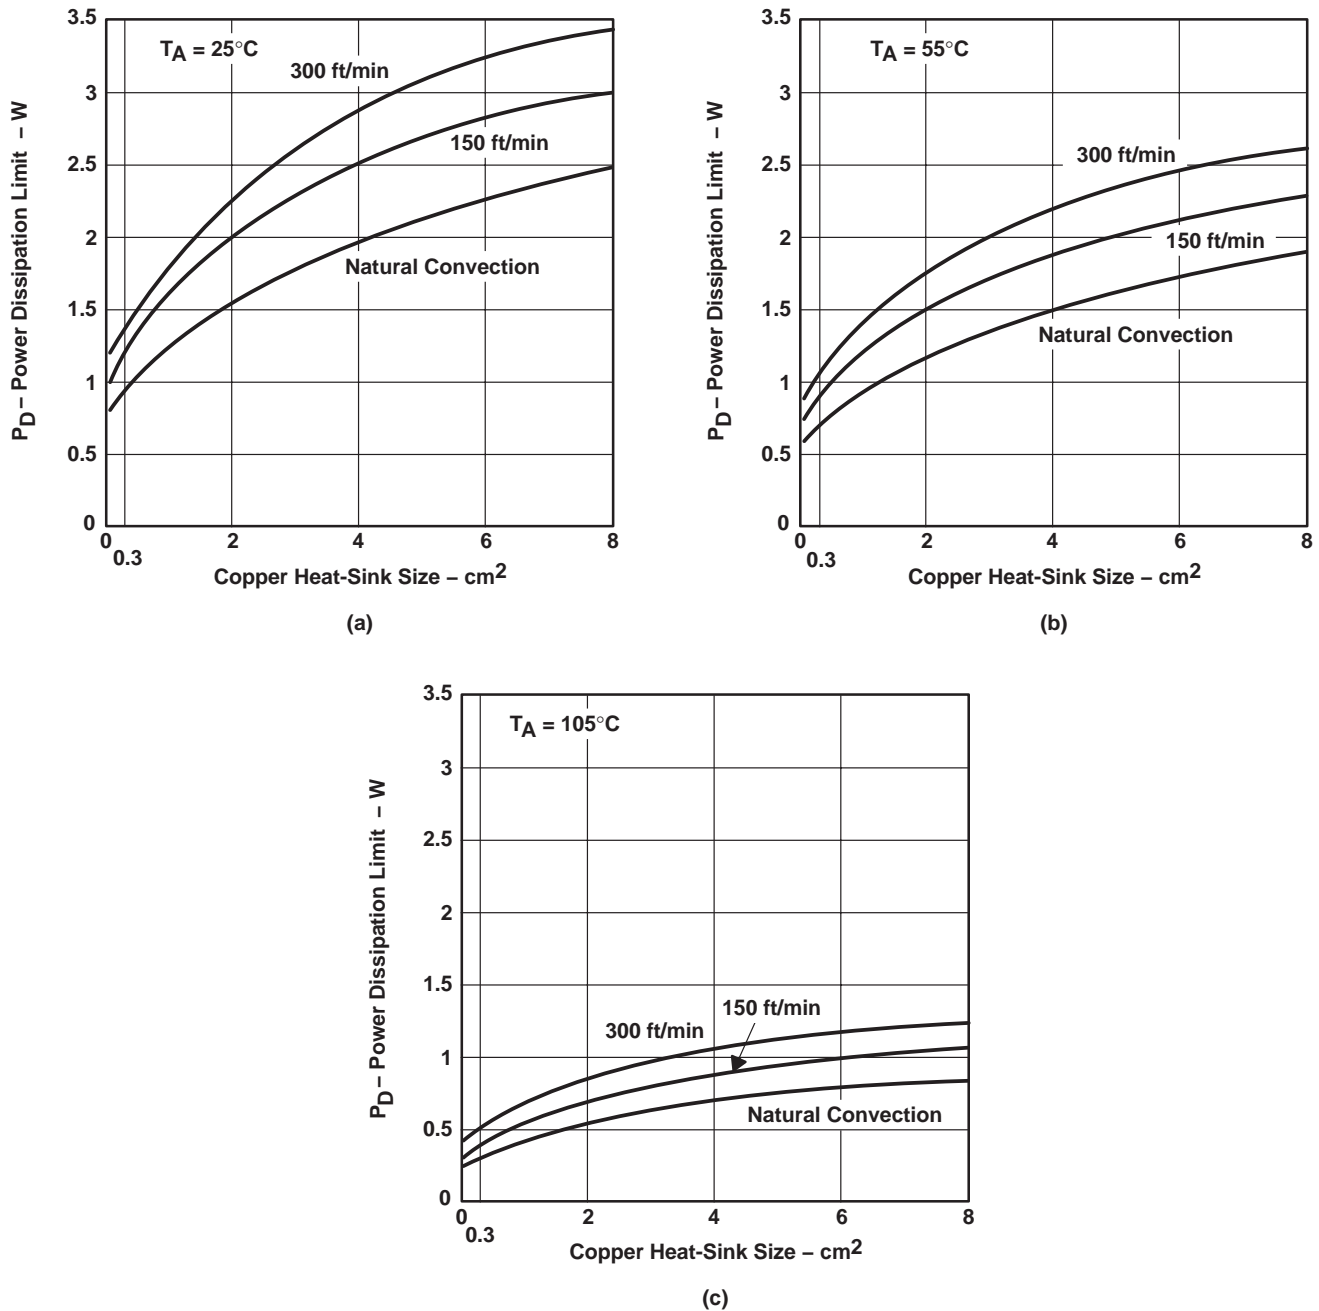 P_D – Power Dissipation Limit – W
3.5
3
2.5
2
1.5
1
0.5
0
T_A = 25°C
300 ft/min
150 ft/min
Natural Convection
0 2 4 6 8
0.3
Copper Heat-Sink Size – cm²
(a)
P_D – Power Dissipation Limit – W
3.5
3
2.5
2
1.5
1
0.5
0
T_A = 55°C
300 ft/min
150 ft/min
Natural Convection
0 2 4 6 8
0.3
Copper Heat-Sink Size – cm²
(b)
P_D – Power Dissipation Limit – W
3.5
3
2.5
2
1.5
1
0.5
0
T_A = 105°C
150 ft/min
300 ft/min
Natural Convection
0 2 4 6 8
0.3
Copper Heat-Sink Size – cm²
(c)